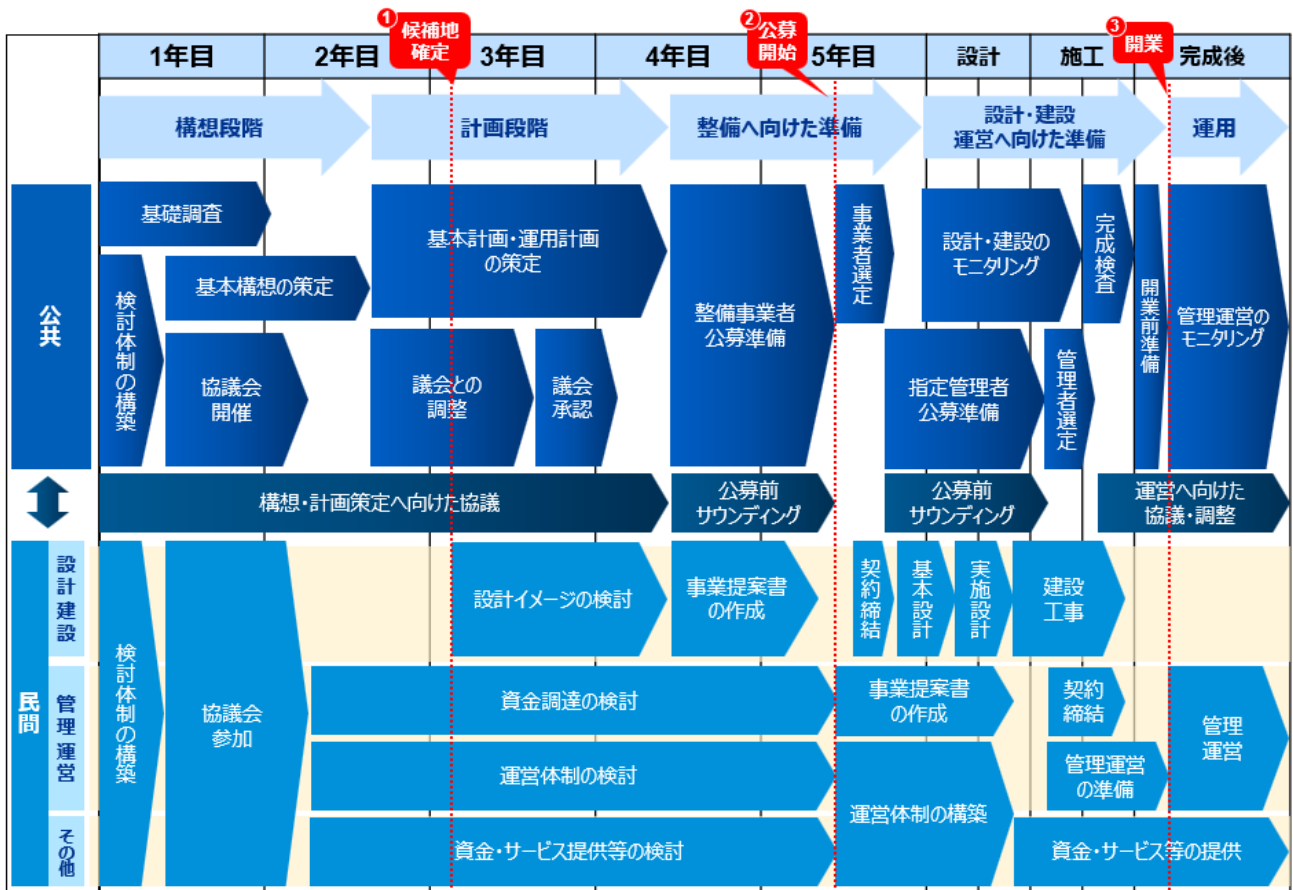 1 候補地
確定
2 公募
開始
3 開業
1年目 2年目 3年目 4年目 5年目 設計 施工 完成後
構想段階 計画段階 整備へ向けた準備 設計・建設
運営へ向けた準備 運用
公共
基礎調査
検討体制の構築
基本構想の策定
協議会
開催
基本計画・運用計画
の策定
議会との
調整
議会
承認
整備事業者
公募準備
事業者選定
設計・建設の
モニタリング
指定管理者
公募準備
完成検査
管理者選定
開業前準備
管理運営の
モニタリング
構想・計画策定へ向けた協議
公募前
サウンディング
公募前
サウンディング
運営へ向けた
協議・調整
民間
設計建設
管理運営
その他
検討体制の構築
協議会
参加
設計イメージの検討
事業提案書
の作成
契約締結
基本設計
実施設計
建設
工事
資金調達の検討
事業提案書
の作成
契約
締結
管理
運営
運営体制の検討
運営体制の構築
管理運営
の準備
資金・サービス提供等の検討
資金・サービス等の提供